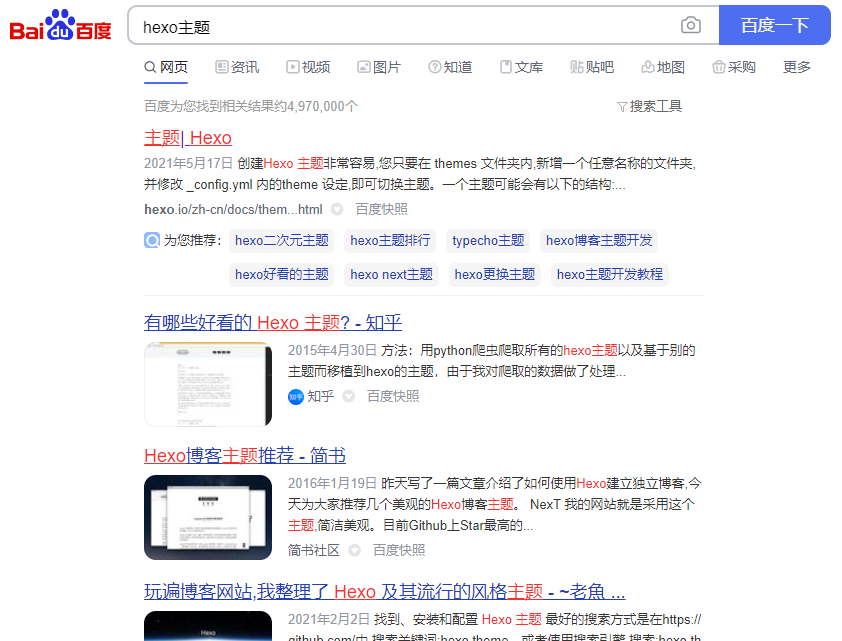 Bai du 百度 hexo主题 百度一下
网页 资讯 视频 图片 知道 文库 贴吧 地图 采购 更多
百度为您找到相关结果约4,970,000个 搜索工具
主题| Hexo
2021年5月17日 创建Hexo 主题非常容易,您只要在 themes 文件夹内,新增一个任意名称的文件夹,
并修改 _config.yml 内的theme 设定,即可切换主题。一个主题可能会有以下的结构:...
hexo.io/zh-cn/docs/them...html 百度快照
为您推荐: hexo二次元主题 hexo主题排行 typecho主题 hexo博客主题开发
hexo好看的主题 hexo next主题 hexo更换主题 hexo主题开发教程
有哪些好看的 Hexo 主题? - 知乎
2015年4月30日 方法：用python爬虫爬取所有的hexo主题以及基于别的
主题而移植到hexo的主题，由于我对爬取的数据做了处理...
知乎 知乎 百度快照
Hexo博客主题推荐 - 简书
2016年1月19日 昨天写了一篇文章介绍了如何使用Hexo建立独立博客,今
天为大家推荐几个美观的Hexo博客主题。 NexT 我的网站就是采用这个
主题,简洁美观。目前Github上Star最高的...
简书社区 百度快照
玩遍博客网站,我整理了 Hexo 及其流行的风格主题 - ~老魚 ...
2021年2月2日 找到、安装和配置 Hexo 主题 最好的搜索方式是在https://
Hexo